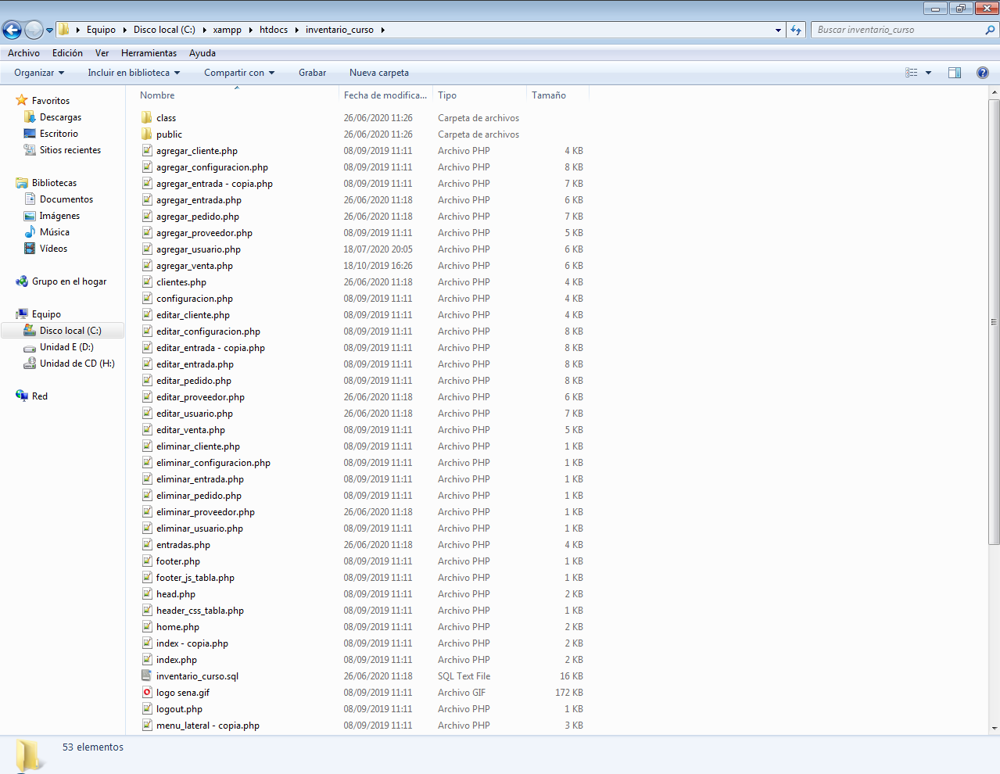 Equipo Disco local (C:) xampp htdocs inventario_curso
Buscar inventario_curso
Archivo Edición Ver Herramientas Ayuda
Organizar Incluir en biblioteca Compartir con Grabar Nueva carpeta
Favoritos
Descargas
Escritorio
Sitios recientes
Bibliotecas
Documentos
Imágenes
Música
Vídeos
Grupo en el hogar
Equipo
Disco local (C:)
Unidad E (D:)
Unidad de CD (H:)
Red
Nombre Fecha de modifica... Tipo Tamaño
class 26/06/2020 11:26 Carpeta de archivos
public 26/06/2020 11:26 Carpeta de archivos
agregar_cliente.php 08/09/2019 11:11 Archivo PHP 4 KB
agregar_configuracion.php 08/09/2019 11:11 Archivo PHP 8 KB
agregar_entrada - copia.php 08/09/2019 11:11 Archivo PHP 7 KB
agregar_entrada.php 26/06/2020 11:18 Archivo PHP 6 KB
agregar_pedido.php 26/06/2020 11:18 Archivo PHP 7 KB
agregar_proveedor.php 08/09/2019 11:11 Archivo PHP 5 KB
agregar_usuario.php 18/07/2020 20:05 Archivo PHP 6 KB
agregar_venta.php 18/10/2019 16:26 Archivo PHP 6 KB
clientes.php 26/06/2020 11:18 Archivo PHP 4 KB
configuracion.php 08/09/2019 11:11 Archivo PHP 4 KB
editar_cliente.php 08/09/2019 11:11 Archivo PHP 4 KB
editar_configuracion.php 08/09/2019 11:11 Archivo PHP 8 KB
editar_entrada - copia.php 08/09/2019 11:11 Archivo PHP 8 KB
editar_entrada.php 08/09/2019 11:11 Archivo PHP 8 KB
editar_pedido.php 08/09/2019 11:11 Archivo PHP 8 KB
editar_proveedor.php 26/06/2020 11:18 Archivo PHP 6 KB
editar_usuario.php 26/06/2020 11:18 Archivo PHP 7 KB
editar_venta.php 08/09/2019 11:11 Archivo PHP 5 KB
eliminar_cliente.php 08/09/2019 11:11 Archivo PHP 1 KB
eliminar_configuracion.php 08/09/2019 11:11 Archivo PHP 1 KB
eliminar_entrada.php 08/09/2019 11:11 Archivo PHP 1 KB
eliminar_pedido.php 08/09/2019 11:11 Archivo PHP 1 KB
eliminar_proveedor.php 26/06/2020 11:18 Archivo PHP 1 KB
eliminar_usuario.php 08/09/2019 11:11 Archivo PHP 1 KB
entradas.php 26/06/2020 11:18 Archivo PHP 4 KB
footer.php 08/09/2019 11:11 Archivo PHP 1 KB
footer_js_tabla.php 08/09/2019 11:11 Archivo PHP 1 KB
head.php 08/09/2019 11:11 Archivo PHP 2 KB
header_css_tabla.php 08/09/2019 11:11 Archivo PHP 1 KB
home.php 08/09/2019 11:11 Archivo PHP 2 KB
index - copia.php 08/09/2019 11:11 Archivo PHP 2 KB
index.php 08/09/2019 11:11 Archivo PHP 2 KB
inventario_curso.sql 26/06/2020 11:18 SQL Text File 16 KB
logo sena.gif 08/09/2019 11:11 Archivo GIF 172 KB
logout.php 08/09/2019 11:11 Archivo PHP 1 KB
menu_lateral - copia.php 08/09/2019 11:11 Archivo PHP 3 KB
53 elementos